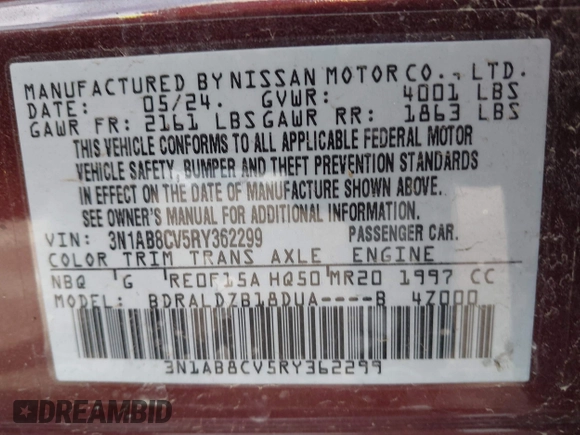 MANUFACTURED BY NISSAN MOTOR CO., LTD.
DATE: 05/24. GVWR: 4001 LBS
GAWR FR: 2161 LBS GAWR RR: 1863 LBS
THIS VEHICLE CONFORMS TO ALL APPLICABLE FEDERAL MOTOR
VEHICLE SAFETY, BUMPER AND THEFT PREVENTION STANDARDS
IN EFFECT ON THE DATE OF MANUFACTURE SHOWN ABOVE.
SEE OWNER'S MANUAL FOR ADDITIONAL INFORMATION
VIN: 3N1AB8CV5RY362299 PASSENGER CAR.
COLOR TRIM TRANS AXLE ENGINE
NBQ G RE0F15A HQ50 MR20 1997 CC
MODEL: BDRALDZB18DUA----B 4Z000
3N1AB8CV5RY362299
DREAMBID